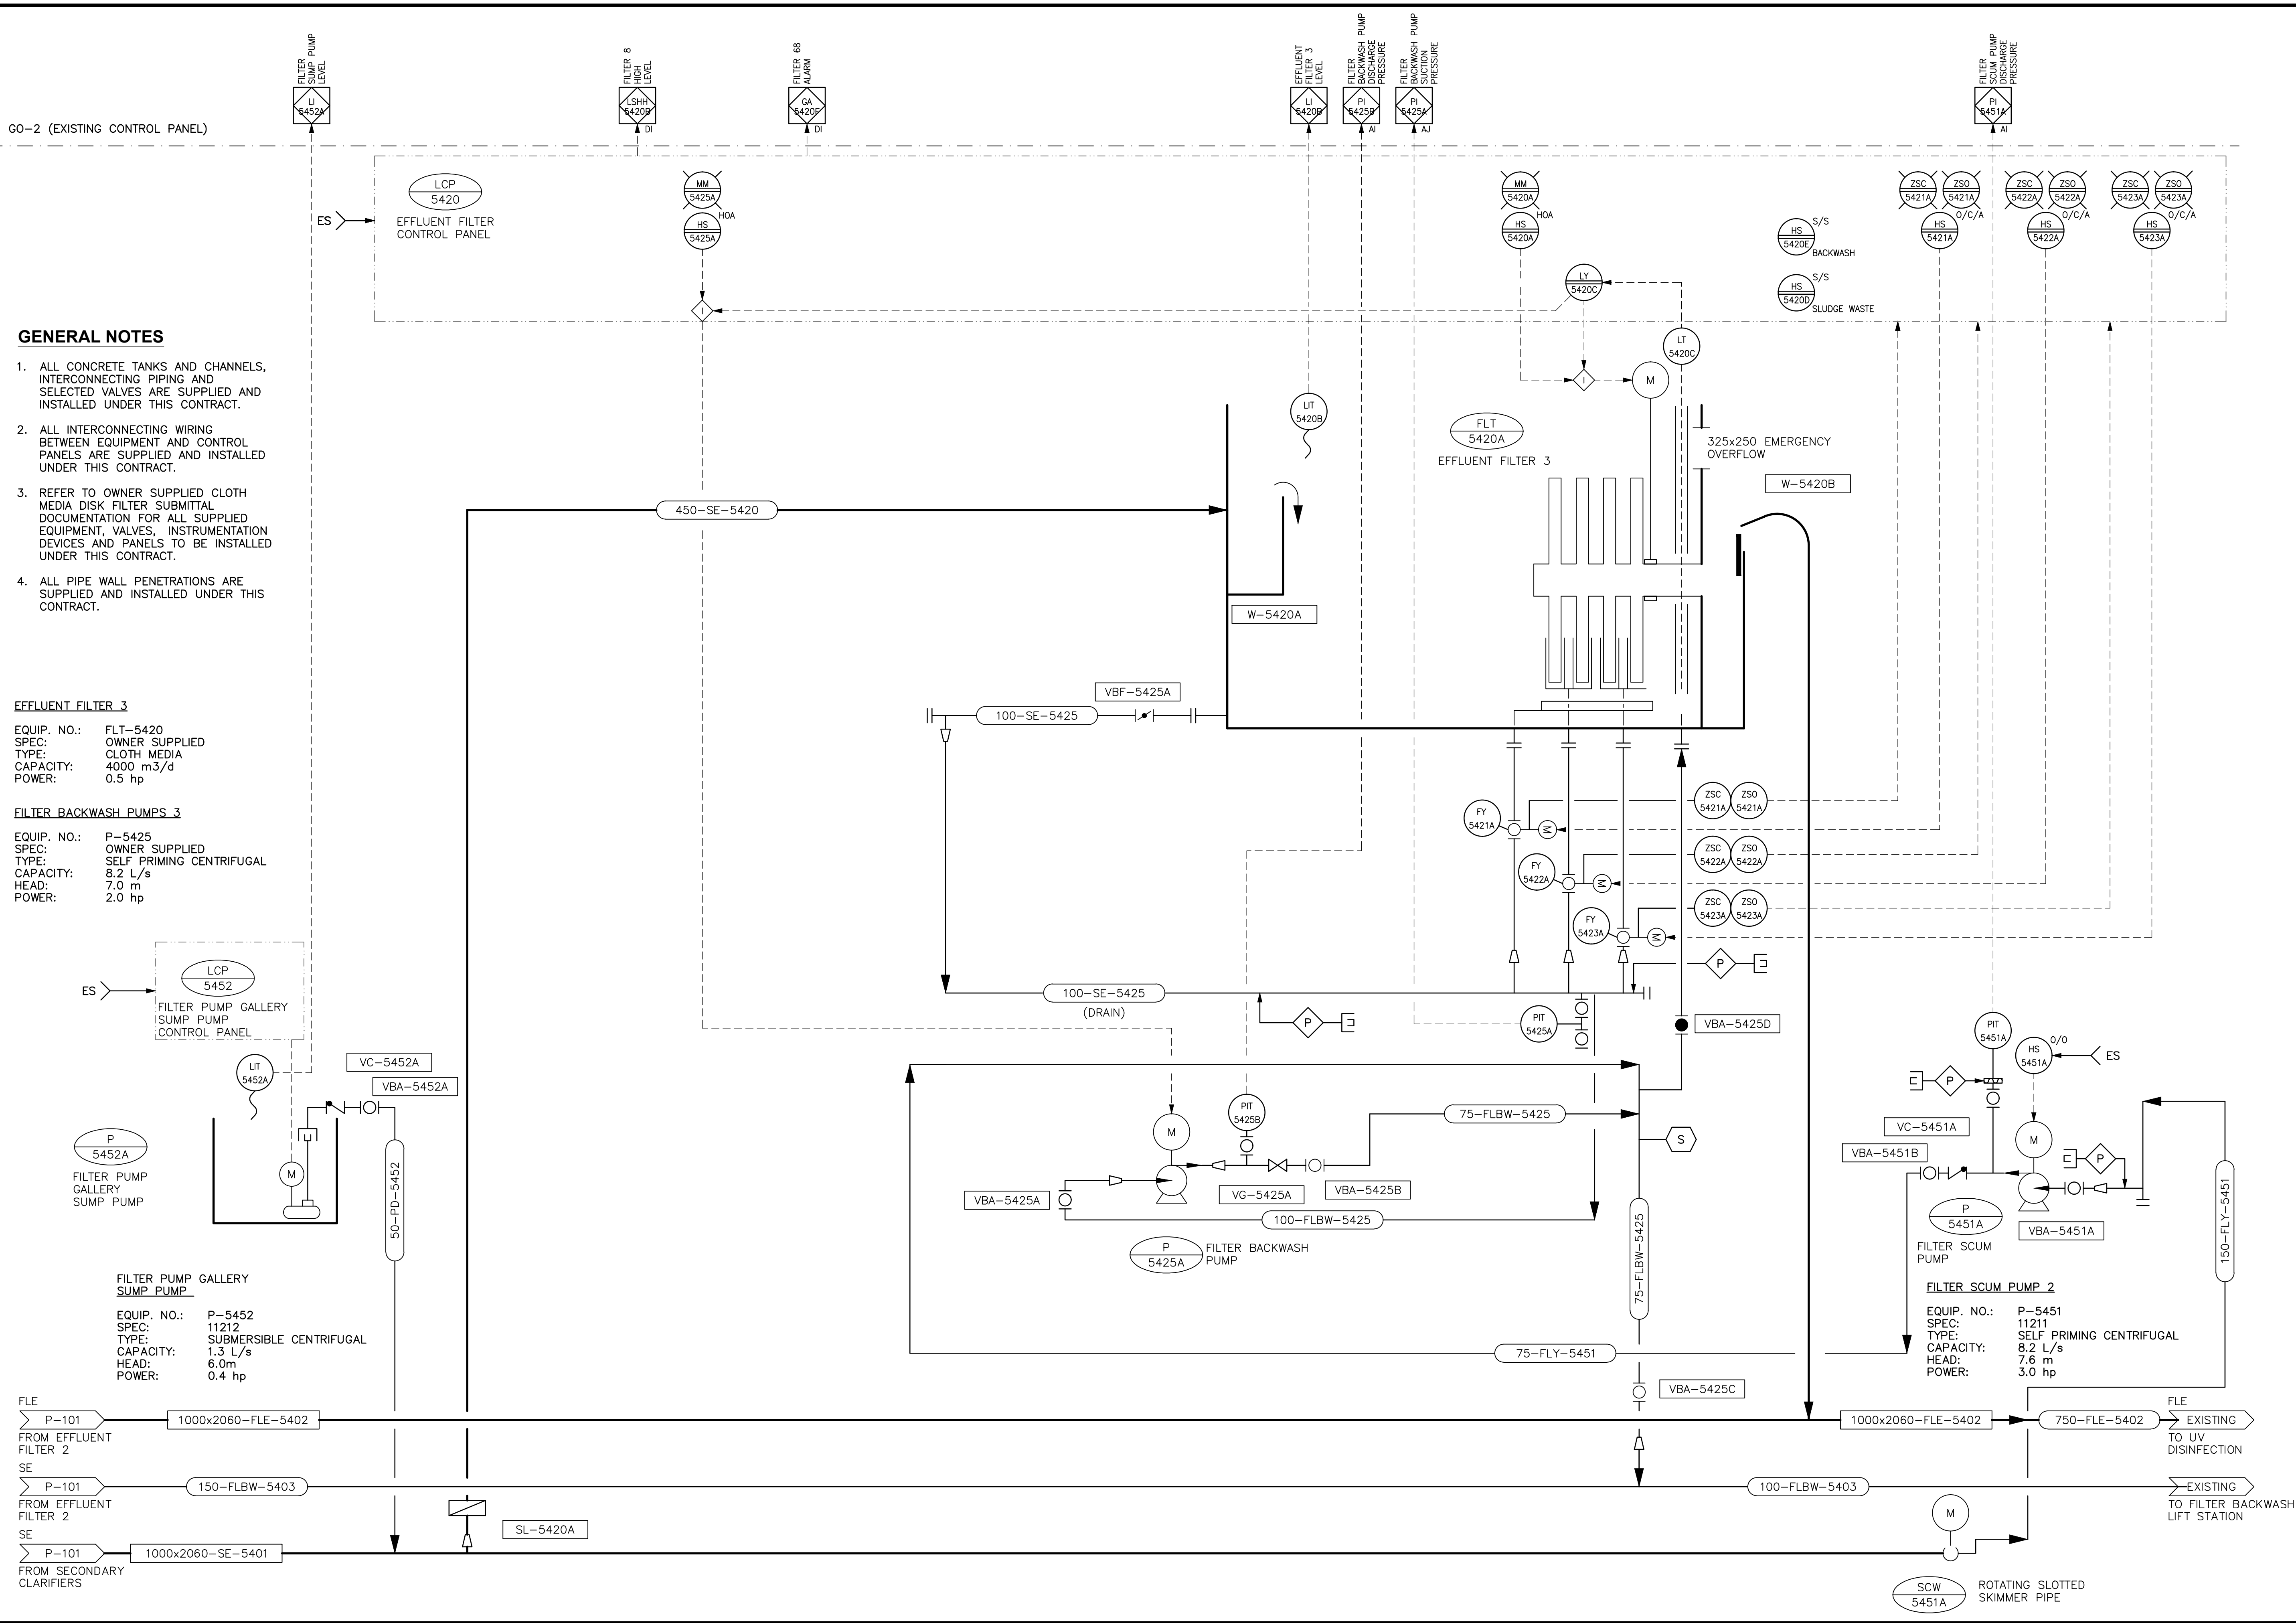 FILTER
SUMP PUMP
LEVEL
FILTER 8
HIGH
LEVEL
FILTER 68
ALARM
EFFLUENT
FILTER 3
LEVEL
FILTER
BACKWASH PUMP
DISCHARGE
PRESSURE
FILTER
BACKWASH PUMP
SUCTION
PRESSURE
FILTER
SCUM PUMP
DISCHARGE
PRESSURE
LI
5452A
LSHH
5420B
DI
GA
5420F
DI
LI
5420B
PI
5425B
AI
PI
5425A
AJ
PI
5451A
AI
GO-2 (EXISTING CONTROL PANEL)
LCP
5420
EFFLUENT FILTER
CONTROL PANEL
ES
MM
5425A
HOA
HS
5425A
I
MM
5420A
HOA
HS
5420A
LY
5420C
I
M
LT
5420C
HS
5420E
S/S
BACKWASH
HS
5420D
S/S
SLUDGE WASTE
ZSC
5421A
ZSO
5421A
O/C/A
HS
5421A
ZSC
5422A
ZSO
5422A
O/C/A
HS
5422A
ZSC
5423A
ZSO
5423A
O/C/A
HS
5423A
GENERAL NOTES
1. ALL CONCRETE TANKS AND CHANNELS,
INTERCONNECTING PIPING AND
SELECTED VALVES ARE SUPPLIED AND
INSTALLED UNDER THIS CONTRACT.
2. ALL INTERCONNECTING WIRING
BETWEEN EQUIPMENT AND CONTROL
PANELS ARE SUPPLIED AND INSTALLED
UNDER THIS CONTRACT.
3. REFER TO OWNER SUPPLIED CLOTH
MEDIA DISK FILTER SUBMITTAL
DOCUMENTATION FOR ALL SUPPLIED
EQUIPMENT, VALVES, INSTRUMENTATION
DEVICES AND PANELS TO BE INSTALLED
UNDER THIS CONTRACT.
4. ALL PIPE WALL PENETRATIONS ARE
SUPPLIED AND INSTALLED UNDER THIS
CONTRACT.
LIT
5420B
FLT
5420A
EFFLUENT FILTER 3
325x250 EMERGENCY
OVERFLOW
W-5420B
450-SE-5420
W-5420A
EFFLUENT FILTER 3
EQUIP. NO.: FLT-5420
SPEC: OWNER SUPPLIED
TYPE: CLOTH MEDIA
CAPACITY: 4000 m3/d
POWER: 0.5 hp
FILTER BACKWASH PUMPS 3
EQUIP. NO.: P-5425
SPEC: OWNER SUPPLIED
TYPE: SELF PRIMING CENTRIFUGAL
CAPACITY: 8.2 L/s
HEAD: 7.0 m
POWER: 2.0 hp
VBF-5425A
100-SE-5425
FY
5421A
M
ZSC
5421A
ZSO
5421A
FY
5422A
M
ZSC
5422A
ZSO
5422A
FY
5423A
M
ZSC
5423A
ZSO
5423A
P
100-SE-5425
(DRAIN)
P
PIT
5425A
VBA-5425D
ES
LCP
5452
FILTER PUMP GALLERY
SUMP PUMP
CONTROL PANEL
LIT
5452A
VC-5452A
VBA-5452A
P
5452A
FILTER PUMP
GALLERY
SUMP PUMP
M
50-PD-5452
M
PIT
5425B
75-FLBW-5425
S
VBA-5425A
VG-5425A
VBA-5425B
100-FLBW-5425
P
5425A
FILTER BACKWASH
PUMP
75-FLBW-5425
PIT
5451A
HS
5451A
O/O
ES
P
VC-5451A
VBA-5451B
M
P
P
5451A
FILTER SCUM
PUMP
VBA-5451A
150-FLY-5451
FILTER PUMP GALLERY
SUMP PUMP
EQUIP. NO.: P-5452
SPEC: 11212
TYPE: SUBMERSIBLE CENTRIFUGAL
CAPACITY: 1.3 L/s
HEAD: 6.0m
POWER: 0.4 hp
FILTER SCUM PUMP 2
EQUIP. NO.: P-5451
SPEC: 11211
TYPE: SELF PRIMING CENTRIFUGAL
CAPACITY: 8.2 L/s
HEAD: 7.6 m
POWER: 3.0 hp
75-FLY-5451
VBA-5425C
FLE
P-101
FROM EFFLUENT
FILTER 2
1000x2060-FLE-5402
1000x2060-FLE-5402
750-FLE-5402
FLE
EXISTING
TO UV
DISINFECTION
SE
P-101
FROM EFFLUENT
FILTER 2
150-FLBW-5403
100-FLBW-5403
EXISTING
TO FILTER BACKWASH
LIFT STATION
SL-5420A
SE
P-101
FROM SECONDARY
CLARIFIERS
1000x2060-SE-5401
M
SCW
5451A
ROTATING SLOTTED
SKIMMER PIPE